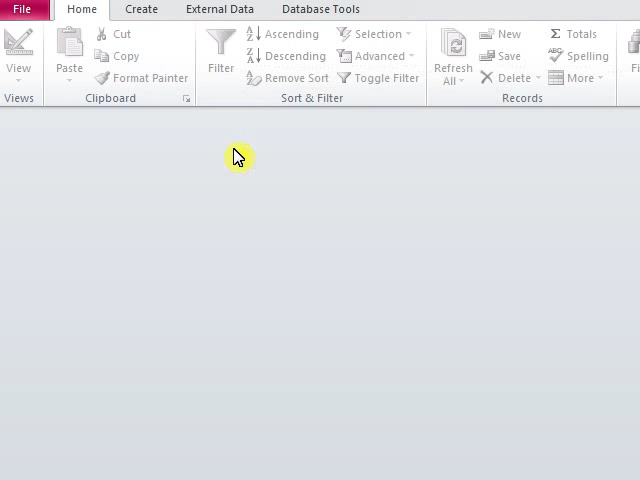 File Home Create External Data Database Tools
View Paste Cut Copy Format Painter
Filter Ascending Descending Remove Sort Selection Advanced Toggle Filter
Refresh All New Save Delete Σ Totals Spelling More
Views Clipboard Sort & Filter Records